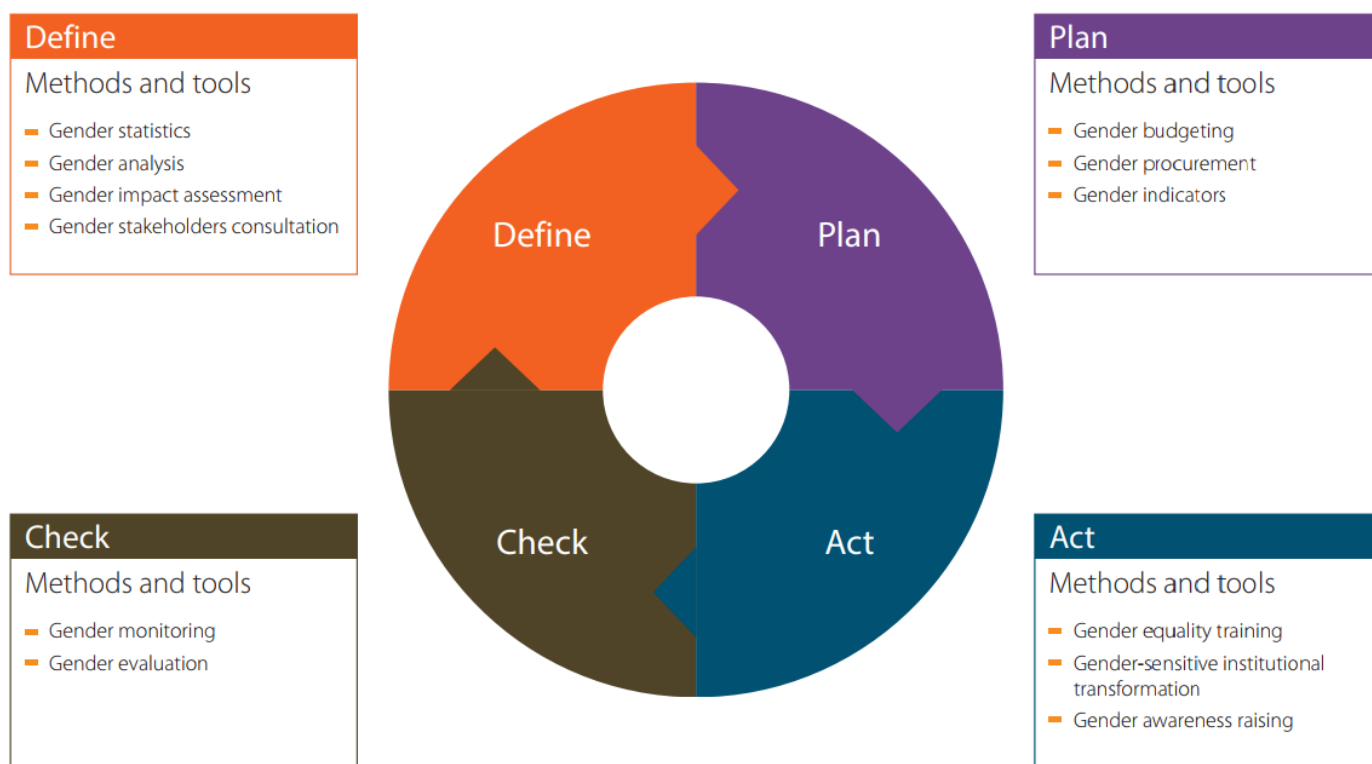 Define
Methods and tools
Gender statistics
Gender analysis
Gender impact assessment
Gender stakeholders consultation
Plan
Methods and tools
Gender budgeting
Gender procurement
Gender indicators
Define
Plan
Check
Act
Check
Methods and tools
Gender monitoring
Gender evaluation
Act
Methods and tools
Gender equality training
Gender-sensitive institutional
transformation
Gender awareness raising